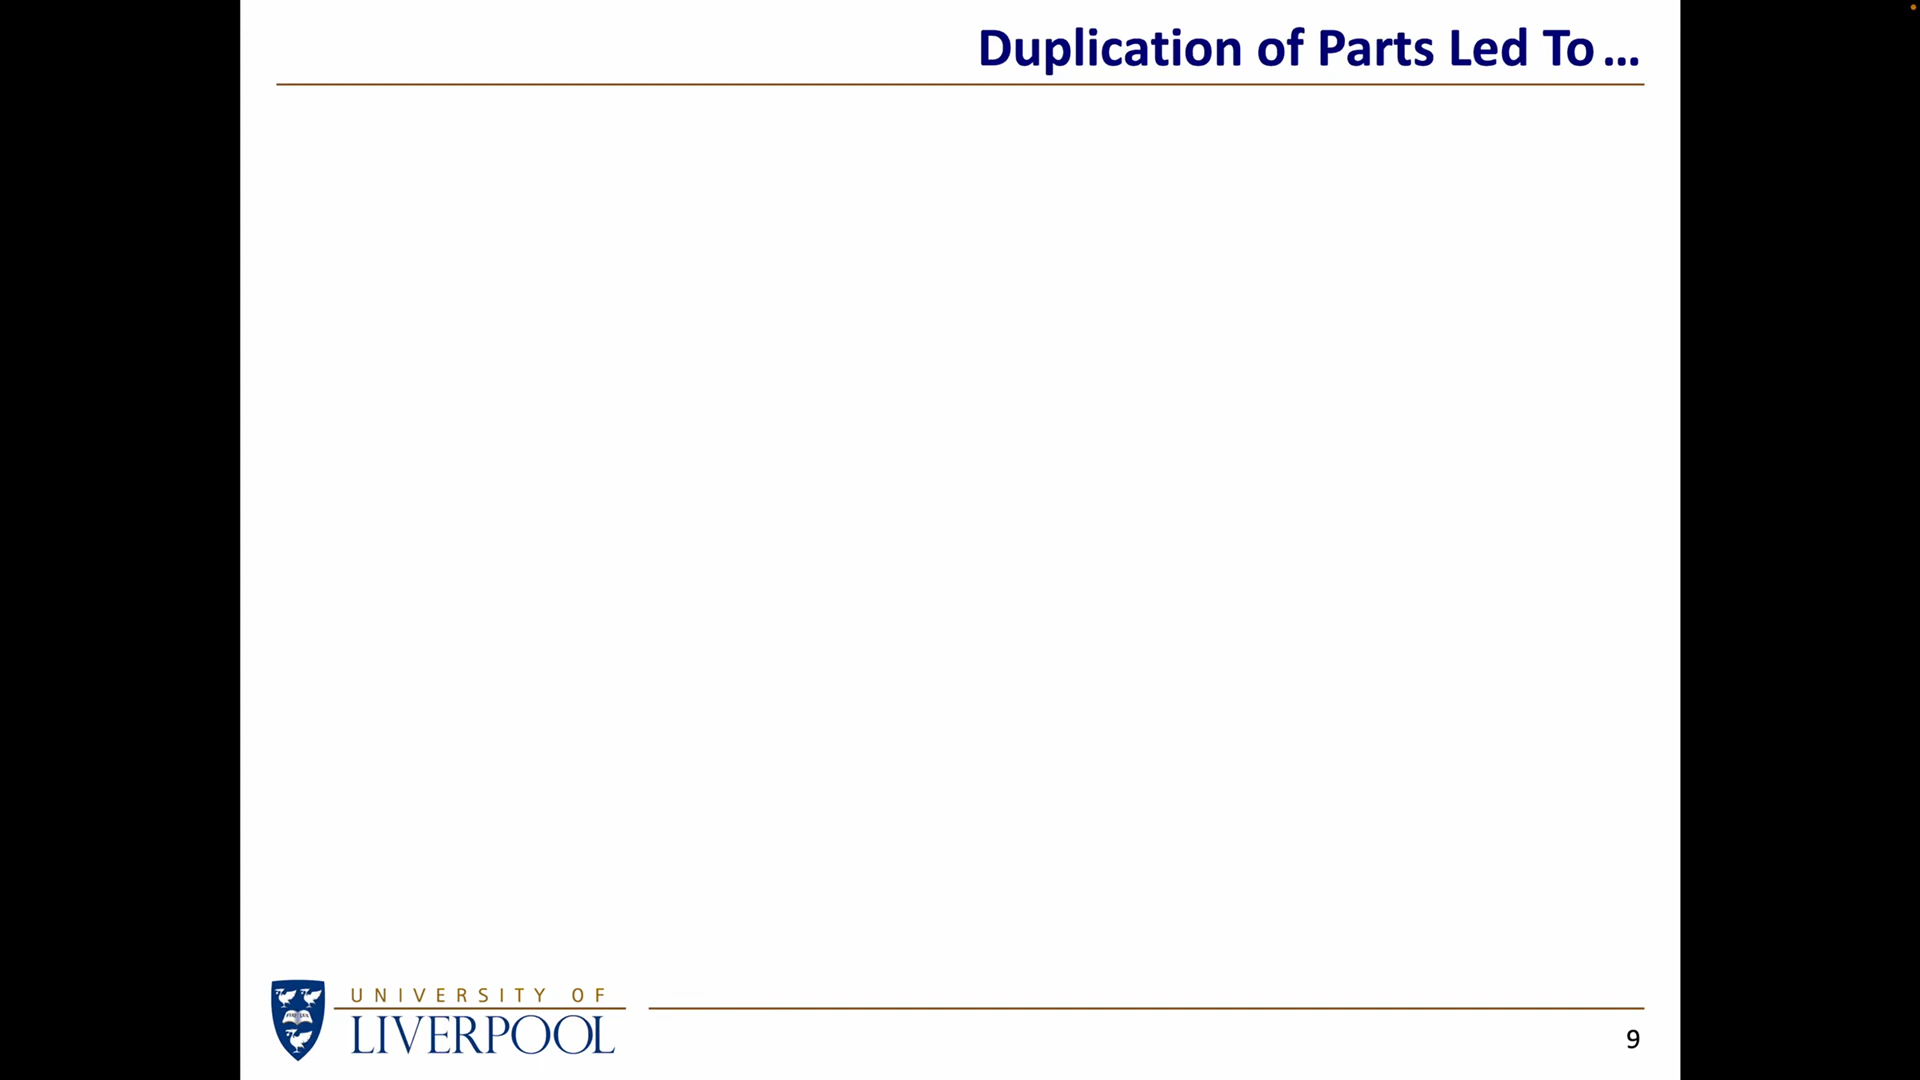 Duplication of Parts Led To ...
UNIVERSITY OF
LIVERPOOL
9